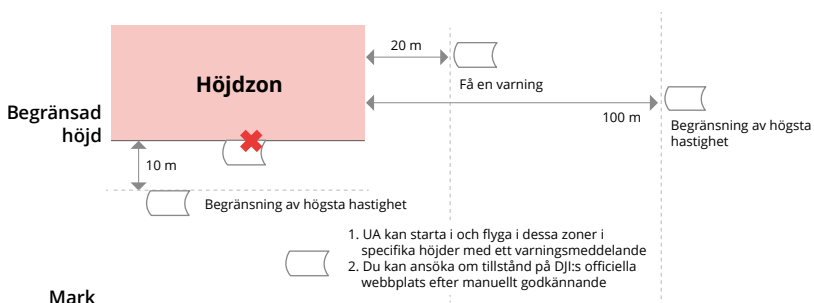 20 m
Höjdzon
Få en varning
Begränsad
höjd
100 m
Begränsning av högsta
hastighet
10 m
Begränsning av högsta hastighet
1. UA kan starta i och flyga i dessa zoner i
specifika höjder med ett varningsmeddelande
2. Du kan ansöka om tillstånd på DJI:s officiella
webbplats efter manuellt godkännande
Mark